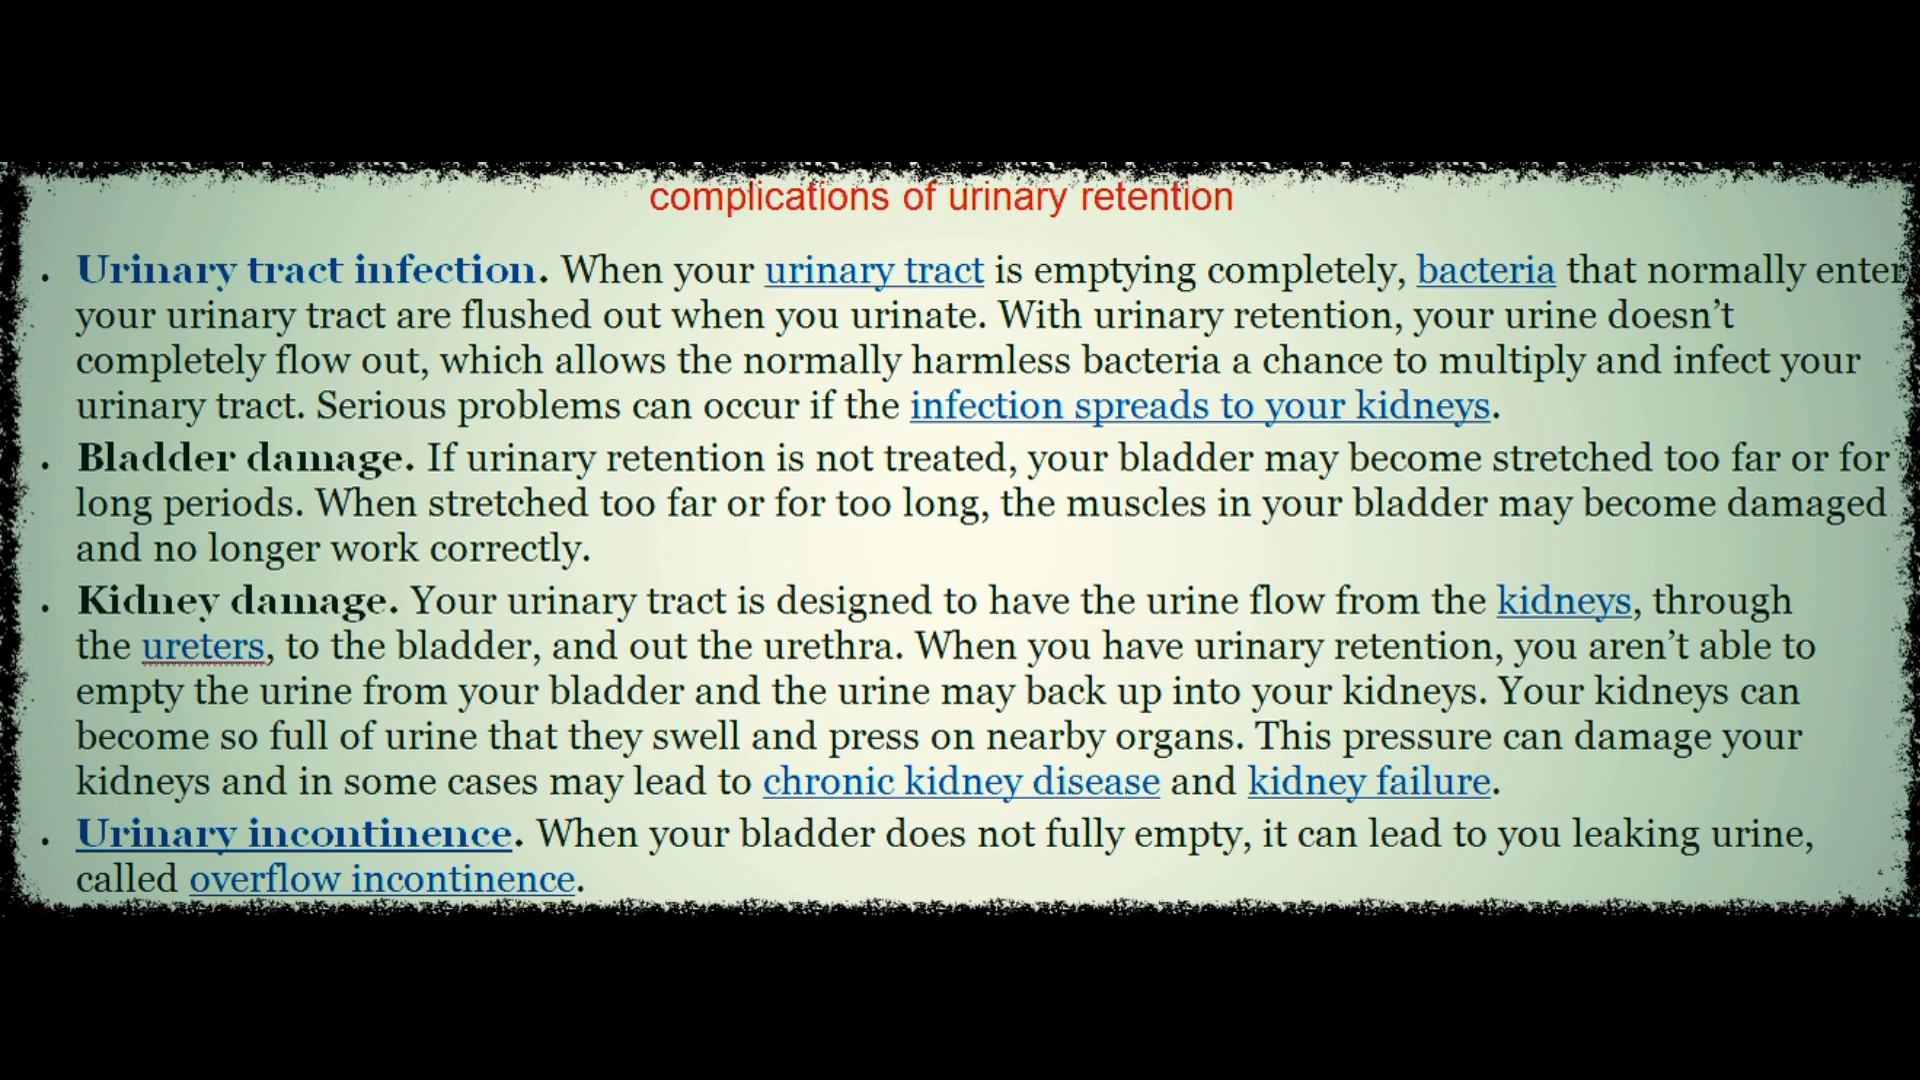 complications of urinary retention
• Urinary tract infection. When your urinary tract is emptying completely, bacteria that normally enter
your urinary tract are flushed out when you urinate. With urinary retention, your urine doesn’t
completely flow out, which allows the normally harmless bacteria a chance to multiply and infect your
urinary tract. Serious problems can occur if the infection spreads to your kidneys.
• Bladder damage. If urinary retention is not treated, your bladder may become stretched too far or for
long periods. When stretched too far or for too long, the muscles in your bladder may become damaged
and no longer work correctly.
• Kidney damage. Your urinary tract is designed to have the urine flow from the kidneys, through
the ureters, to the bladder, and out the urethra. When you have urinary retention, you aren’t able to
empty the urine from your bladder and the urine may back up into your kidneys. Your kidneys can
become so full of urine that they swell and press on nearby organs. This pressure can damage your
kidneys and in some cases may lead to chronic kidney disease and kidney failure.
• Urinary incontinence. When your bladder does not fully empty, it can lead to you leaking urine,
called overflow incontinence.